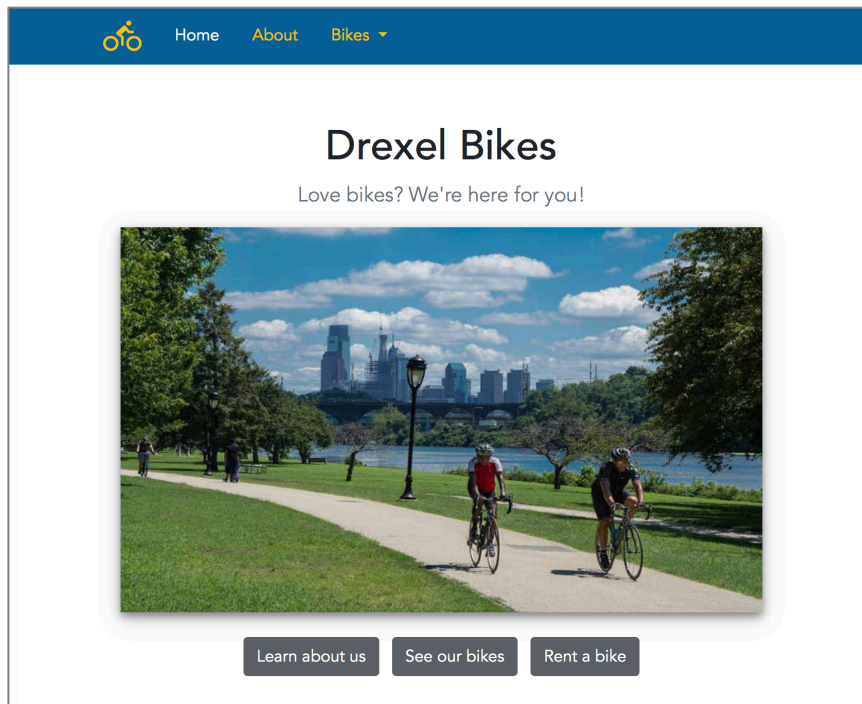 Home About Bikes
Drexel Bikes
Love bikes? We're here for you!
Learn about us See our bikes Rent a bike